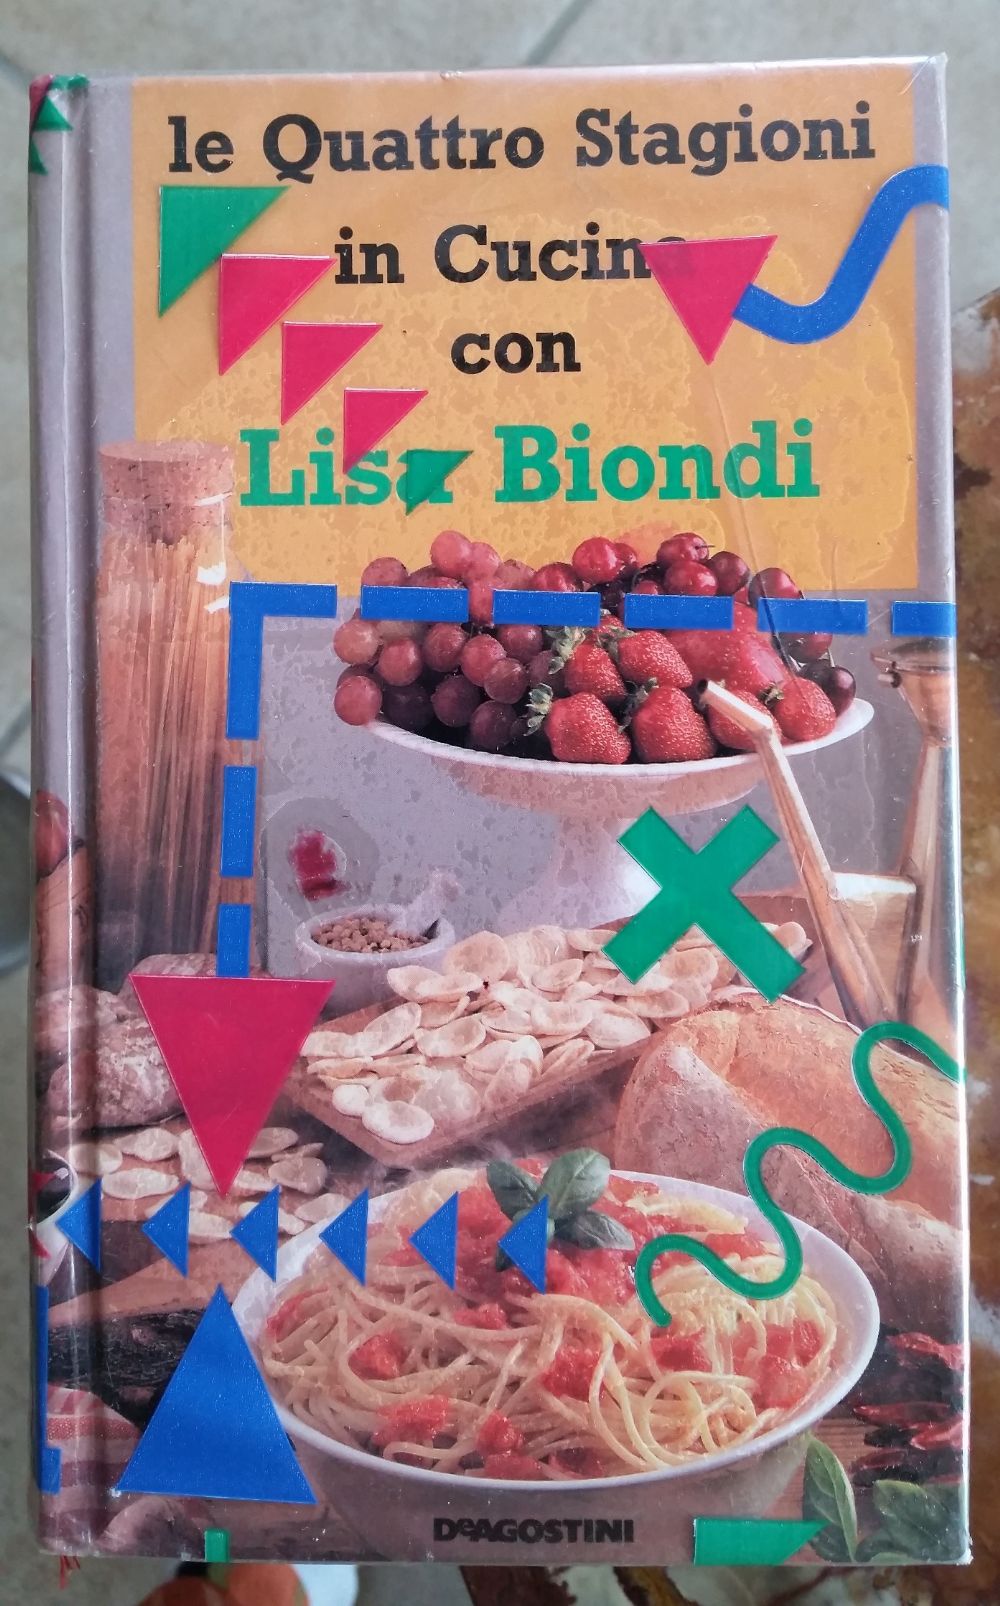 le Quattro Stagioni
in Cucina
con
Lisa Biondi
DeAGOSTINI